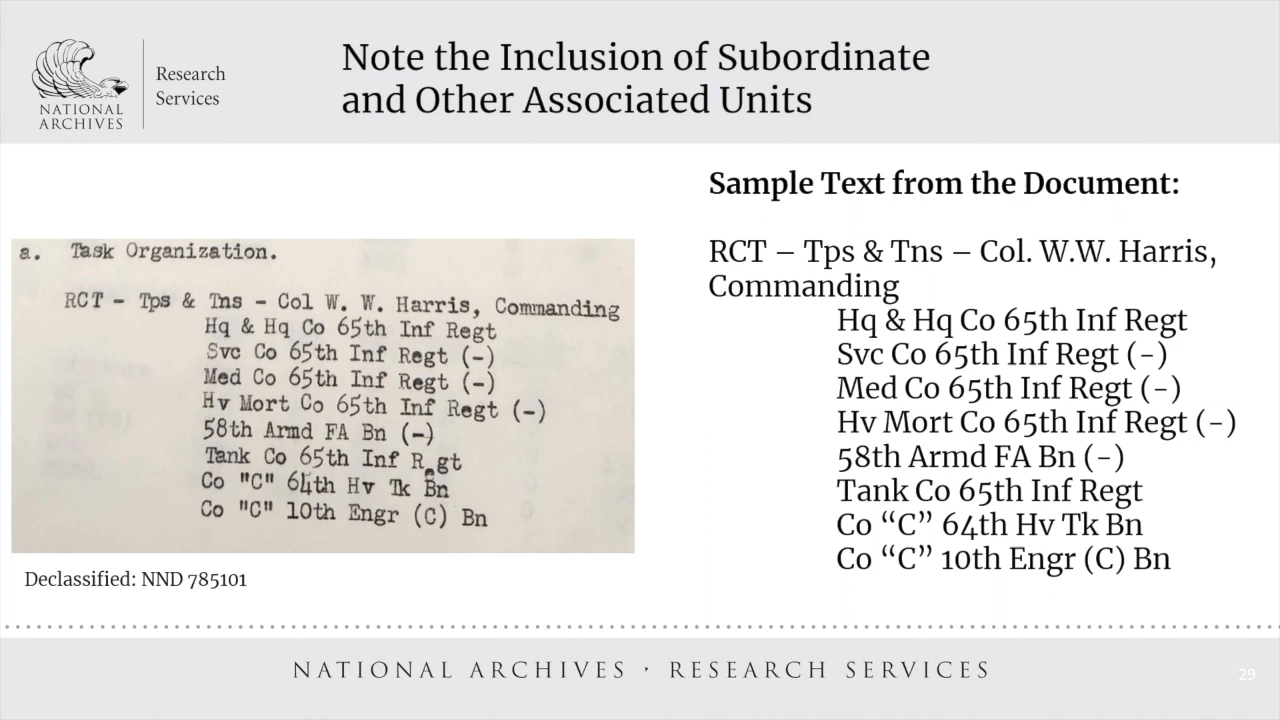 NATIONAL
ARCHIVES
Research
Services
Note the Inclusion of Subordinate
and Other Associated Units
a. Task Organization.
RCT - Tps & Tns - Col W. W. Harris, Commanding
Hq & Hq Co 65th Inf Regt
Svc Co 65th Inf Regt (-)
Med Co 65th Inf Regt (-)
Hv Mort Co 65th Inf Regt (-)
58th Armd FA Bn (-)
Tank Co 65th Inf R.gt
Co "C" 64th Hv Tk Bn
Co "C" 10th Engr (C) Bn
Declassified: NND 785101
Sample Text from the Document:
RCT – Tps & Tns – Col. W.W. Harris,
Commanding
Hq & Hq Co 65th Inf Regt
Svc Co 65th Inf Regt (-)
Med Co 65th Inf Regt (-)
Hv Mort Co 65th Inf Regt (-)
58th Armd FA Bn (-)
Tank Co 65th Inf Regt
Co “C” 64th Hv Tk Bn
Co “C” 10th Engr (C) Bn
NATIONAL ARCHIVES · RESEARCH SERVICES
29